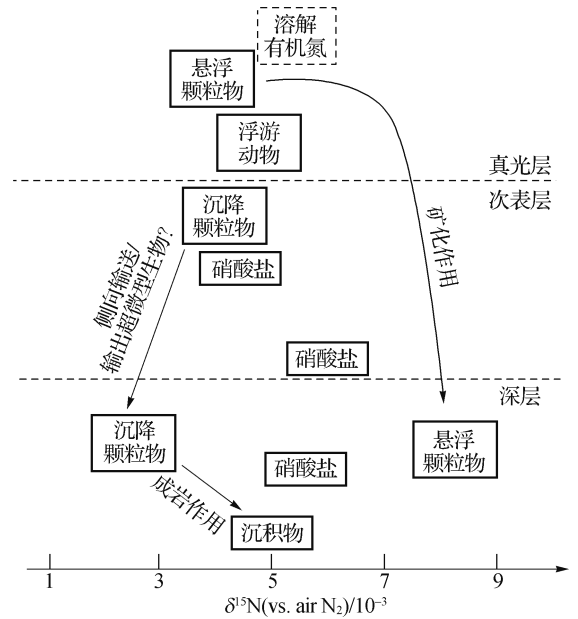 溶解
有机氮
悬浮
颗粒物
浮游
动物
真光层
次表层
沉降
颗粒物
硝酸盐
矿化作用
侧向输送/
输出超微型生物?
硝酸盐
深层
沉降
颗粒物
悬浮
颗粒物
硝酸盐
成岩作用
沉积物
1 3 5 7 9
δ¹⁵N(vs. air N₂)/10⁻³